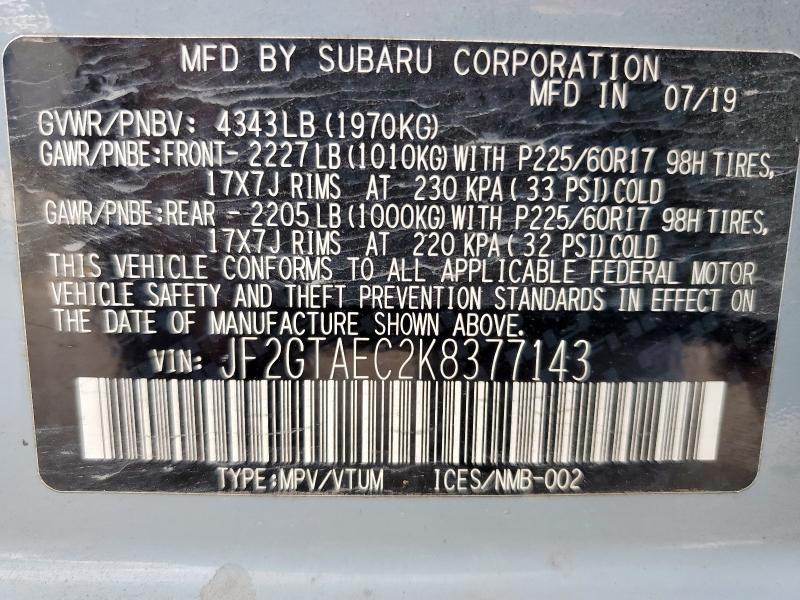 MFD BY SUBARU CORPORATION
MFD IN 07/19
GVWR/PNBV: 4343LB (1970KG)
GAWR/PNBE:FRONT- 2227LB (1010KG) WITH P225/60R17 98H TIRES,
17X7J RIMS AT 230 KPA ( 33 PSI) COLD
GAWR/PNBE:REAR - 2205LB (1000KG) WITH P225/60R17 98H TIRES,
17X7J RIMS AT 220 KPA ( 32 PSI) COLD
THIS VEHICLE CONFORMS TO ALL APPLICABLE FEDERAL MOTOR
VEHICLE SAFETY AND THEFT PREVENTION STANDARDS IN EFFECT ON
THE DATE OF MANUFACTURE SHOWN ABOVE.
VIN: JF2GTAEC2K8377143
TYPE:MPV/VTUM ICES/NMB-002